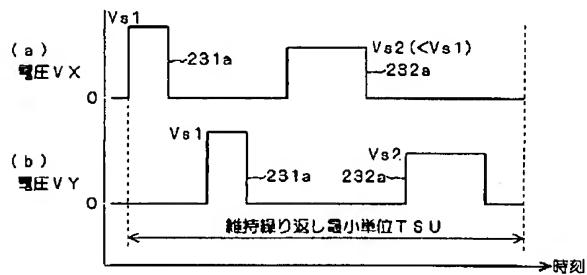 Vs1
(a)
電圧VX
231a
Vs2(<Vs1)
232a
0
(b)
電圧VY
Vs1
231a
Vs2
232a
0
維持繰り返し最小単位TSU
時刻